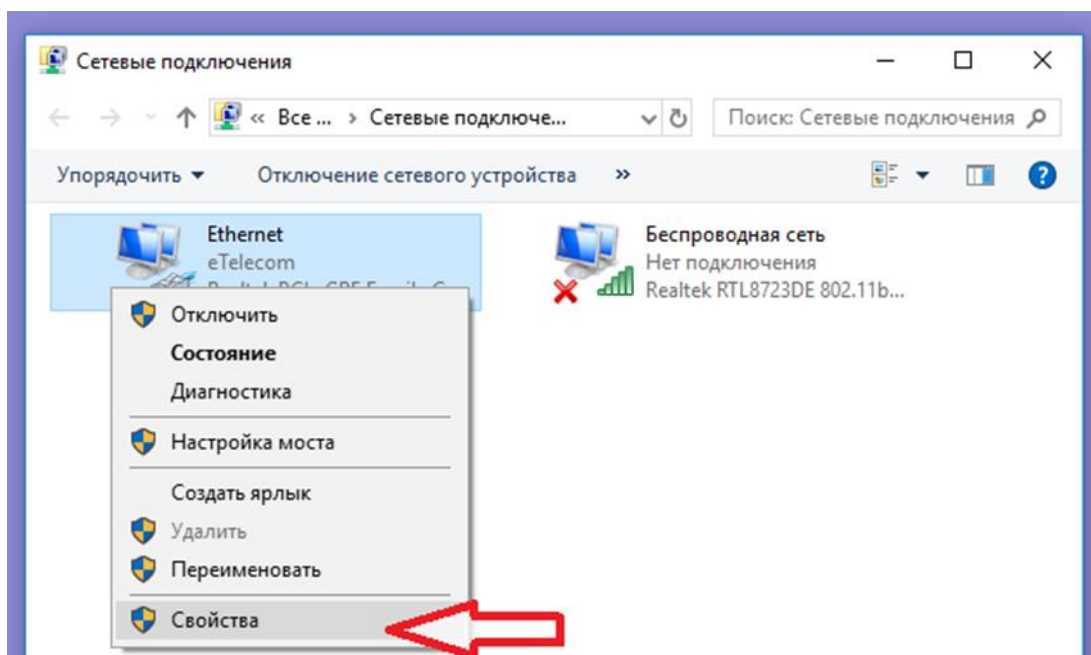 Сетевые подключения
« Все ... › Сетевые подключе...
Поиск: Сетевые подключения
Упорядочить
Отключение сетевого устройства
»
Ethernet
eTelecom
Беспроводная сеть
Нет подключения
Realtek RTL8723DE 802.11b...
Отключить
Состояние
Диагностика
Настройка моста
Создать ярлык
Удалить
Переименовать
Свойства